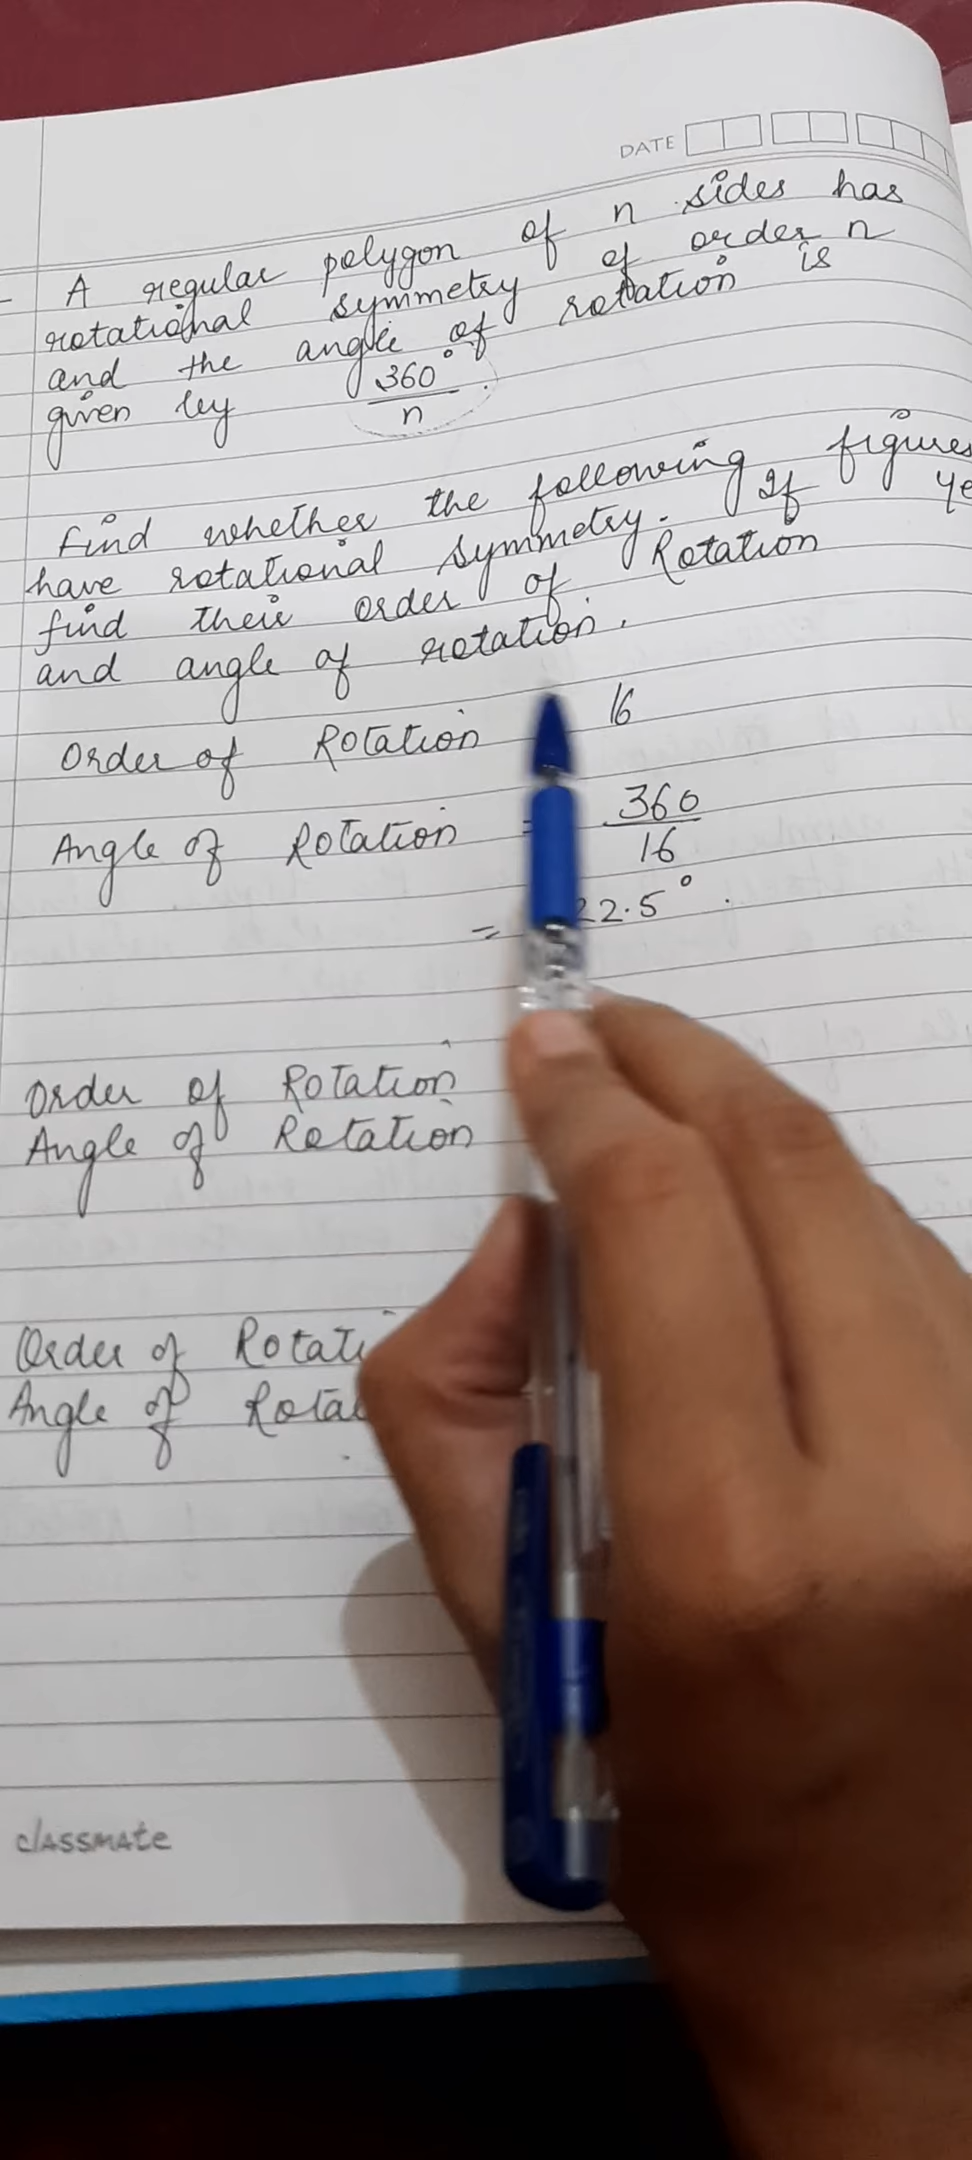 DATE
- A regular polygon of n sides has
rotational symmetry of order n
and the angle of rotation is
given by 360°
n
Find whether the following figures
have rotational symmetry. If
find their order of Rotation
and angle of rotation.
Order of Rotation 16
Angle of Rotation = 360
16
= 22.5°.
Order of Rotation
Angle of Rotation
Order of Rotati
Angle of Rotat
classmate